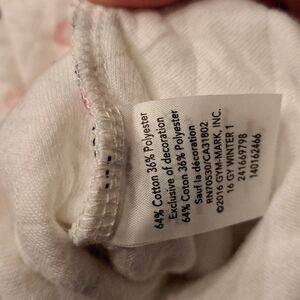 64% Cotton 36% Polyester
Exclusive of decoration
64% Coton 36% Polyester
Sauf la décoration
RN70530/CA31802
©2016 GYM-MARK, INC.
16 GY WINTER 1
241669798
140162466